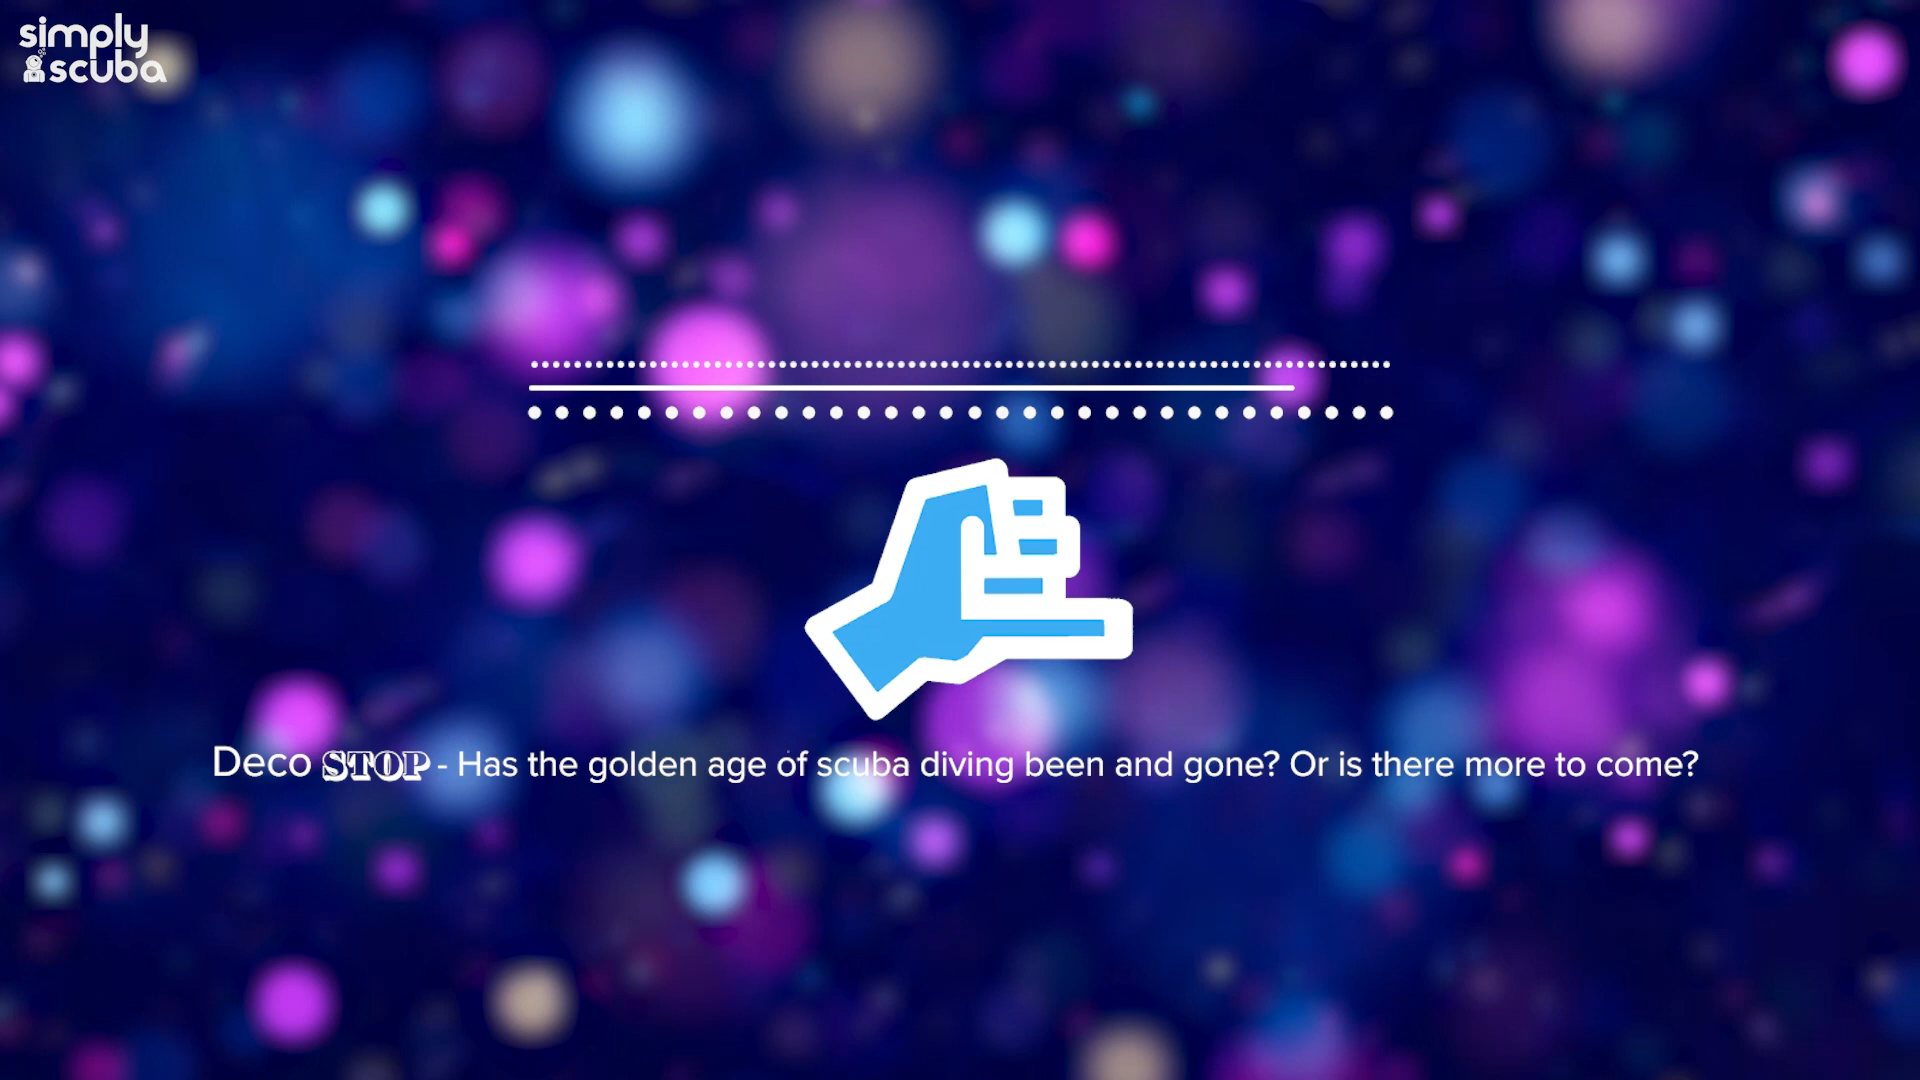 simply
scuba
Deco STOP - Has the golden age of scuba diving been and gone? Or is there more to come?